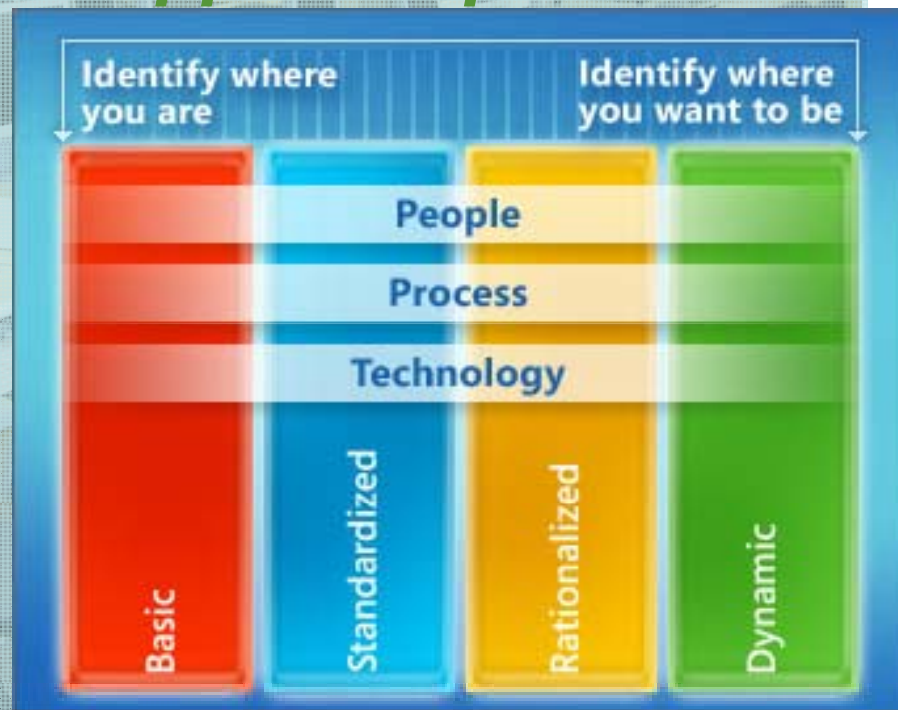 Identify where
you are
Identify where
you want to be
People
Process
Technology
Basic
Standardized
Rationalized
Dynamic